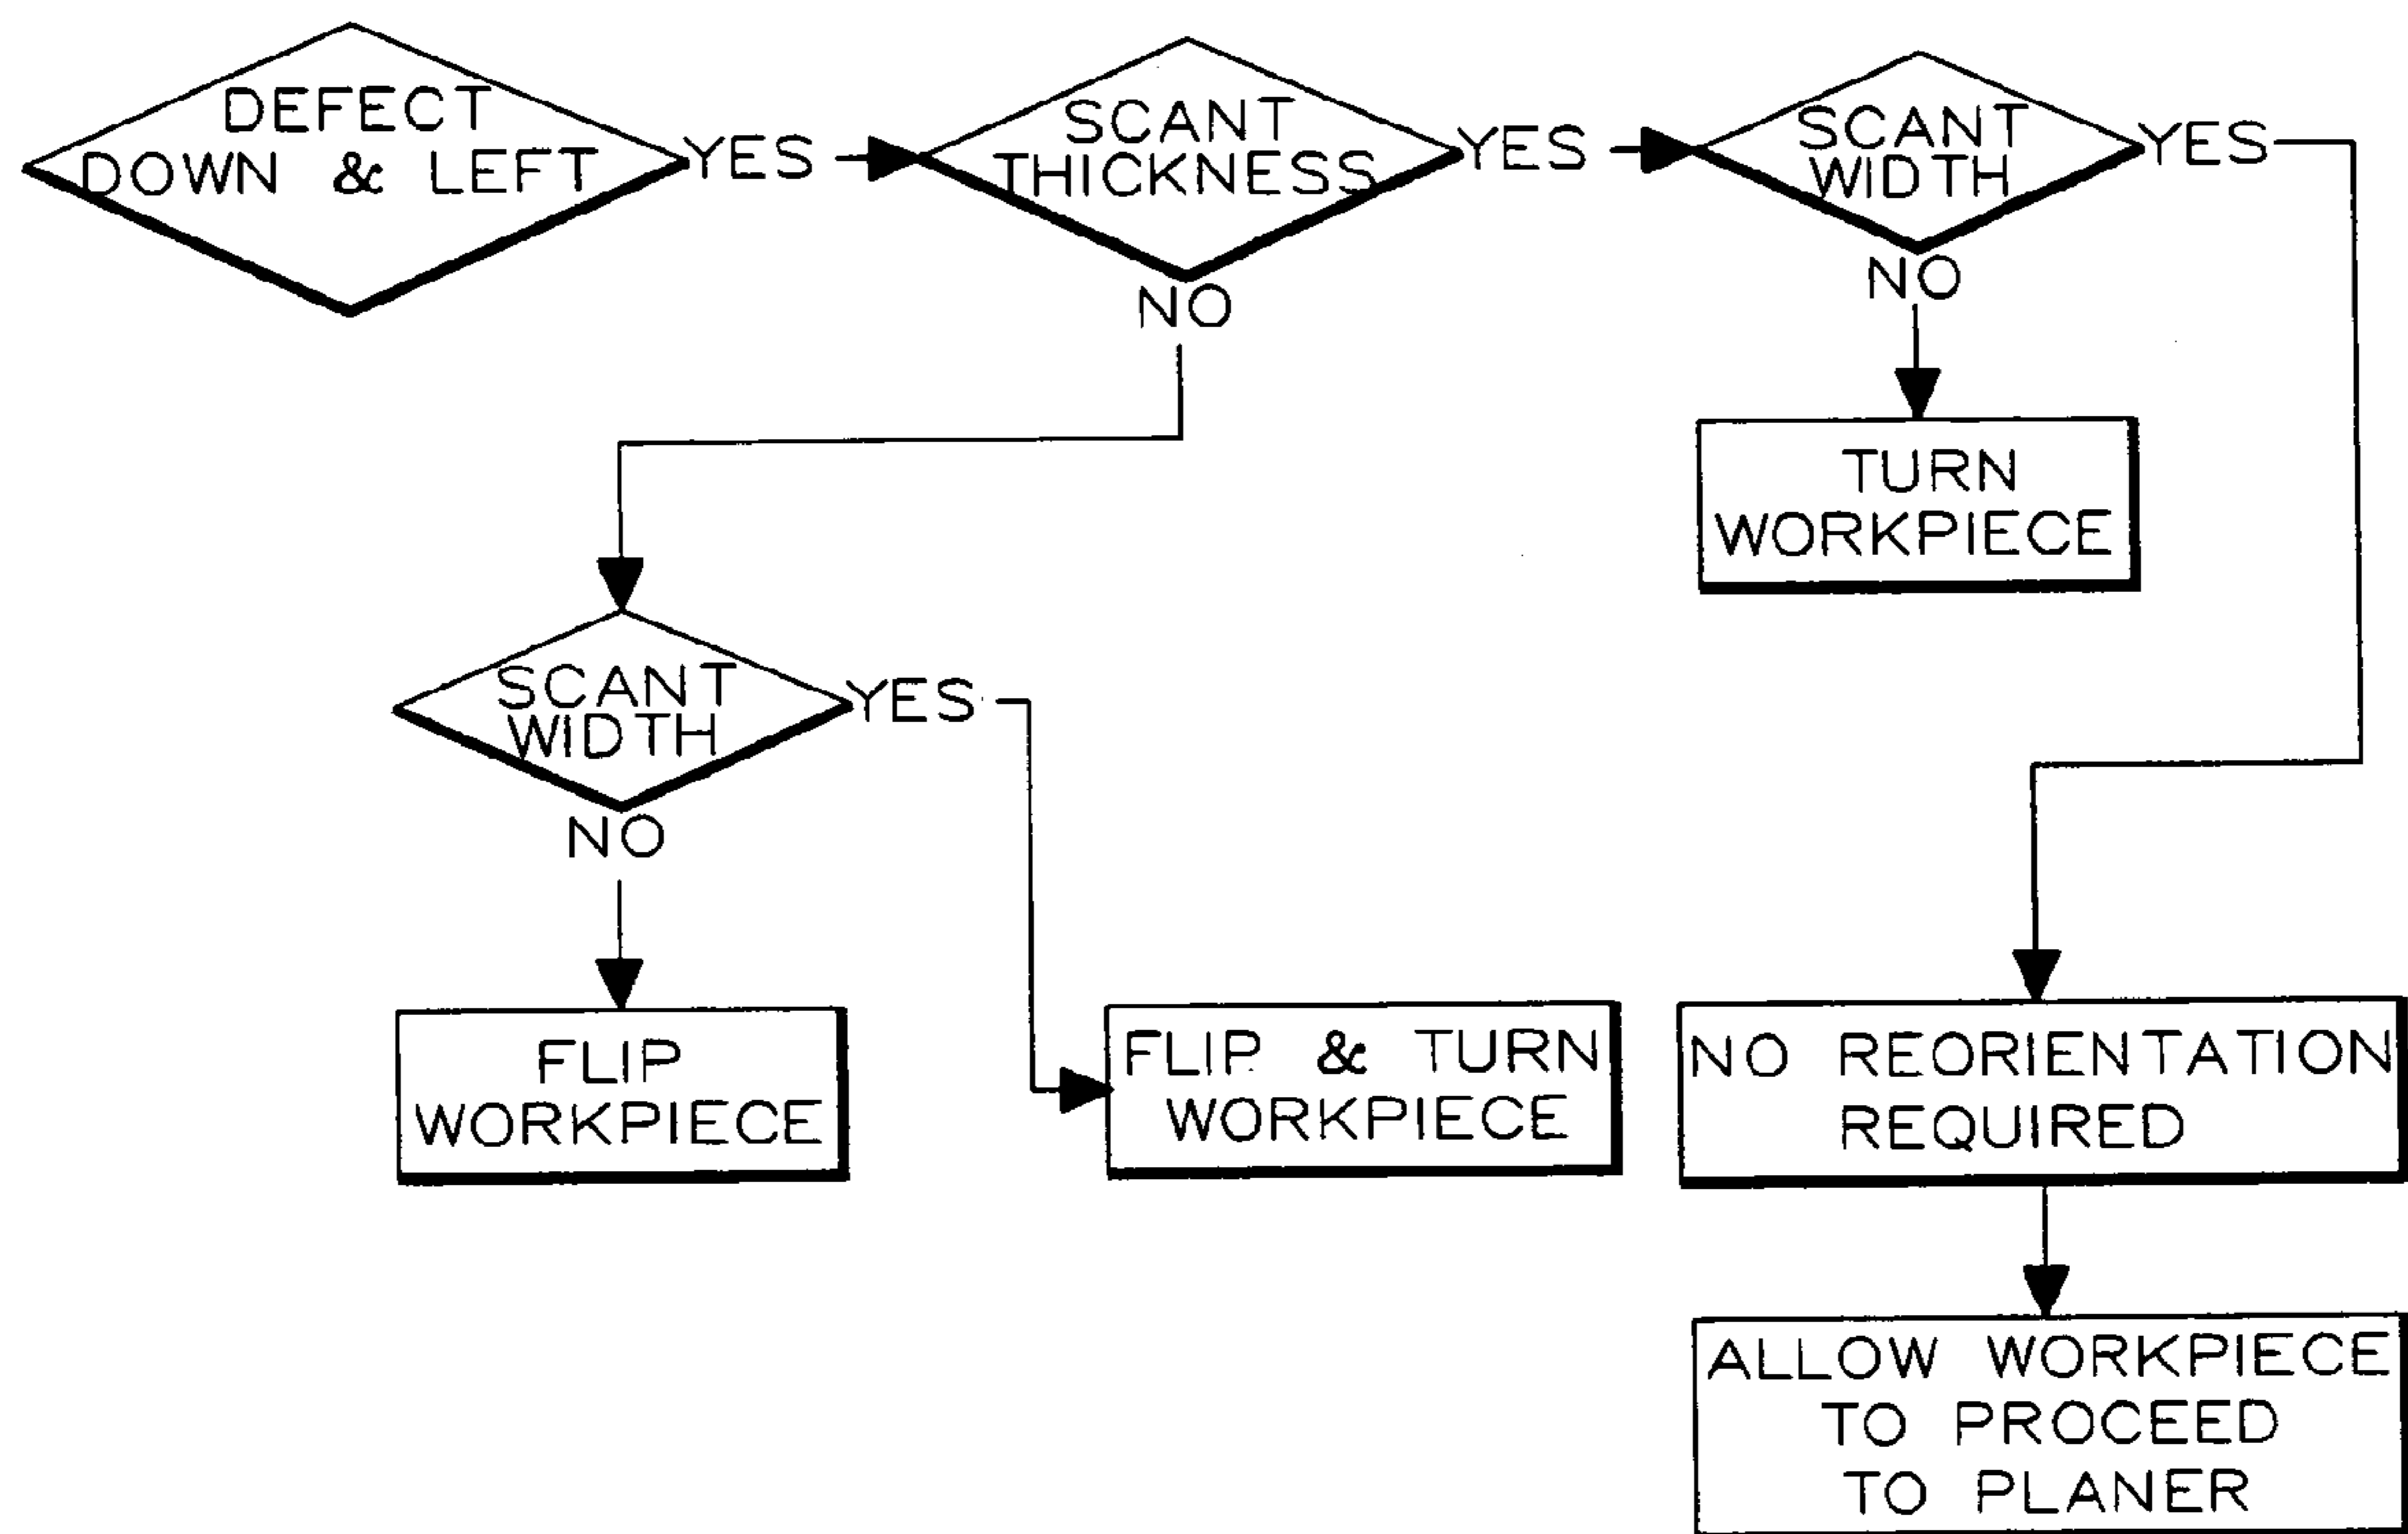 DEFECT
DOWN & LEFT
YES
SCANT
THICKNESS
YES
SCANT
WIDTH
YES
NO
NO
TURN
WORKPIECE
SCANT
WIDTH
YES
NO
FLIP
WORKPIECE
FLIP & TURN
WORKPIECE
NO REORIENTATION
REQUIRED
ALLOW WORKPIECE
TO PROCEED
TO PLANER